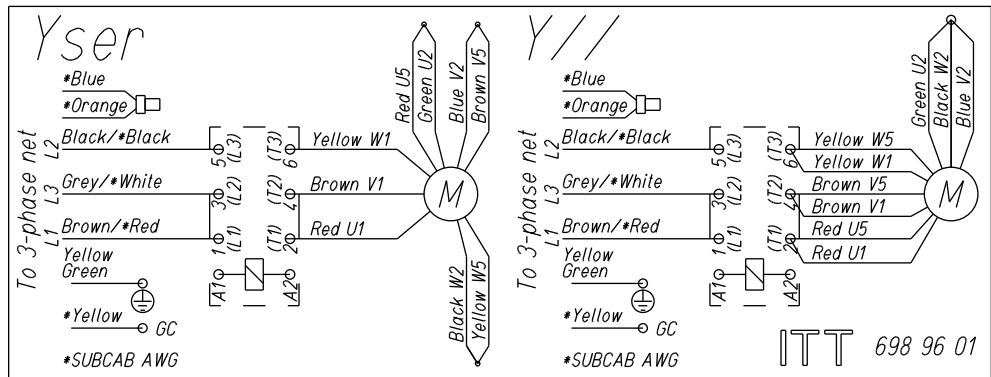 Yser
*Blue
*Orange
To 3-phase net
L2
Black/*Black
5
(L3)
(T3)
6
Yellow W1
L3
Grey/*White
3
(L2)
(T2)
4
Brown V1
L1
Brown/*Red
1
(L1)
(T1)
2
Red U1
Yellow
Green
A1
A2
*Yellow
GC
*SUBCAB AWG
Red U5
Green U2
Blue V2
Brown V5
M
Black W2
Yellow W5
Y//
*Blue
*Orange
To 3-phase net
L2
Black/*Black
5
(L3)
(T3)
6
Yellow W5
Yellow W1
L3
Grey/*White
3
(L2)
(T2)
4
Brown V5
Brown V1
L1
Brown/*Red
1
(L1)
(T1)
2
Red U5
Red U1
Yellow
Green
A1
A2
*Yellow
GC
*SUBCAB AWG
Green U2
Black W2
Blue V2
M
ITT 698 96 01